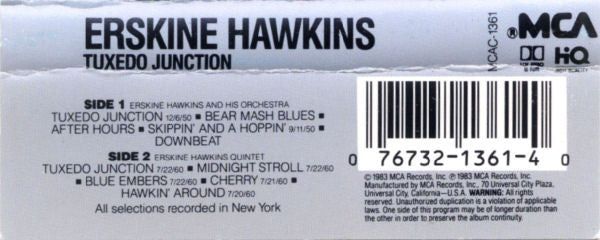 ERSKINE HAWKINS
TUXEDO JUNCTION
MCAC-1361
®MCA
HiQ
HIGH QUALITY
SIDE 1 ERSKINE HAWKINS AND HIS ORCHESTRA
TUXEDO JUNCTION 12/6/50 ■ BEAR MASH BLUES ■
AFTER HOURS ■ SKIPPIN' AND A HOPPIN' 9/11/50 ■
DOWNBEAT
SIDE 2 ERSKINE HAWKINS QUINTET
TUXEDO JUNCTION 7/22/60 ■ MIDNIGHT STROLL 7/22/60
■ BLUE EMBERS 7/22/60 ■ CHERRY 7/21/60 ■
HAWKIN' AROUND 7/20/60
All selections recorded in New York
0 76732-1361-4 0
© 1983 MCA Records, Inc. ℗ 1983 MCA Records, Inc.
Manufactured by MCA Records, Inc., 70 Universal City Plaza,
Universal City, California—U.S.A. WARNING: All rights
reserved. Unauthorized duplication is a violation of applicable
laws. One side of this program may be of longer duration than
the other in order to preserve the album continuity.